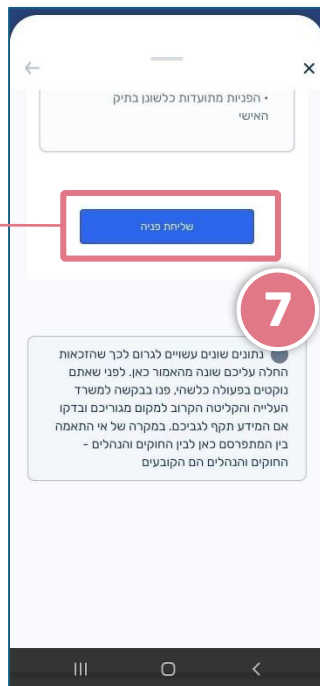 • הפניות מתועדות כלשונן בתיק
האישי
שליחת פניה
7
נתונים שונים עשויים לגרום לכך שהזכאות
החלה עליכם שונה מהאמור כאן. לפני שאתם
נוקטים בפעולה כלשהי, פנו בבקשה למשרד
העלייה והקליטה הקרוב למקום מגוריכם ובדקו
אם המידע תקף לגביכם. במקרה של אי התאמה
בין המתפרסם כאן לבין החוקים והנהלים -
החוקים והנהלים הם הקובעים